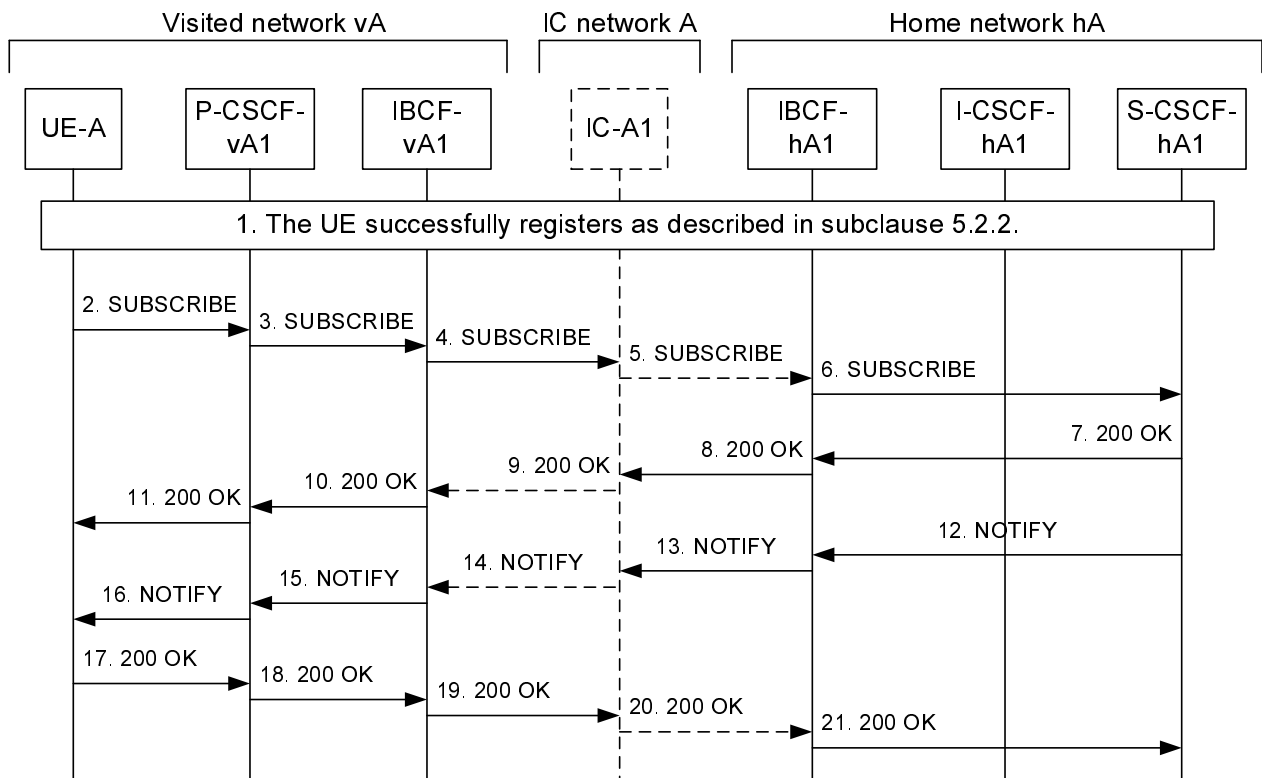 Visited network vA
IC network A
Home network hA
UE-A
P-CSCF-
vA1
IBCF-
vA1
IC-A1
IBCF-
hA1
I-CSCF-
hA1
S-CSCF-
hA1
1. The UE successfully registers as described in subclause 5.2.2.
2. SUBSCRIBE
3. SUBSCRIBE
4. SUBSCRIBE
5. SUBSCRIBE
6. SUBSCRIBE
7. 200 OK
8. 200 OK
9. 200 OK
10. 200 OK
11. 200 OK
12. NOTIFY
13. NOTIFY
14. NOTIFY
15. NOTIFY
16. NOTIFY
17. 200 OK
18. 200 OK
19. 200 OK
20. 200 OK
21. 200 OK